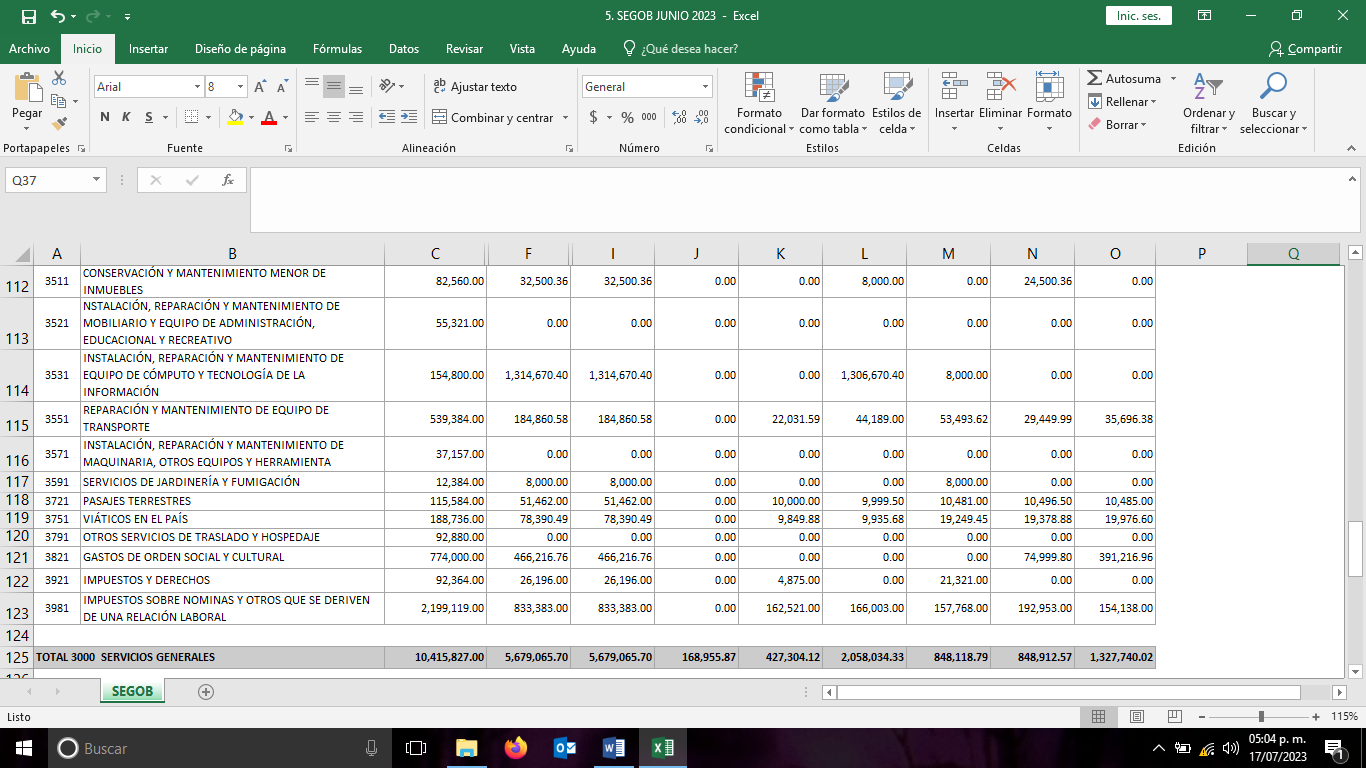 5. SEGOB JUNIO 2023 - Excel
Inic. ses.
Archivo Inicio Insertar Diseño de página Fórmulas Datos Revisar Vista Ayuda ¿Qué desea hacer? Compartir
Pegar
Arial 8
N K S
Ajustar texto
Combinar y centrar
General
$ % 000
Formato condicional
Dar formato como tabla
Estilos de celda
Insertar Eliminar Formato
Autosuma
Rellenar
Borrar
Ordenar y filtrar
Buscar y seleccionar
Portapapeles Fuente Alineación Número Estilos Celdas Edición
Q37 fx
A B C F I J K L M N O P Q
112 3511 CONSERVACIÓN Y MANTENIMIENTO MENOR DE
INMUEBLES 82,560.00 32,500.36 32,500.36 0.00 0.00 8,000.00 0.00 24,500.36 0.00
113 3521 NSTALACIÓN, REPARACIÓN Y MANTENIMIENTO DE
MOBILIARIO Y EQUIPO DE ADMINISTRACIÓN,
EDUCACIONAL Y RECREATIVO 55,321.00 0.00 0.00 0.00 0.00 0.00 0.00 0.00 0.00
114 3531 INSTALACIÓN, REPARACIÓN Y MANTENIMIENTO DE
EQUIPO DE CÓMPUTO Y TECNOLOGÍA DE LA
INFORMACIÓN 154,800.00 1,314,670.40 1,314,670.40 0.00 0.00 1,306,670.40 8,000.00 0.00 0.00
115 3551 REPARACIÓN Y MANTENIMIENTO DE EQUIPO DE
TRANSPORTE 539,384.00 184,860.58 184,860.58 0.00 22,031.59 44,189.00 53,493.62 29,449.99 35,696.38
116 3571 INSTALACIÓN, REPARACIÓN Y MANTENIMIENTO DE
MAQUINARIA, OTROS EQUIPOS Y HERRAMIENTA 37,157.00 0.00 0.00 0.00 0.00 0.00 0.00 0.00 0.00
117 3591 SERVICIOS DE JARDINERÍA Y FUMIGACIÓN 12,384.00 8,000.00 8,000.00 0.00 0.00 0.00 8,000.00 0.00 0.00
118 3721 PASAJES TERRESTRES 115,584.00 51,462.00 51,462.00 0.00 10,000.00 9,999.50 10,481.00 10,496.50 10,485.00
119 3751 VIÁTICOS EN EL PAÍS 188,736.00 78,390.49 78,390.49 0.00 9,849.88 9,935.68 19,249.45 19,378.88 19,976.60
120 3791 OTROS SERVICIOS DE TRASLADO Y HOSPEDAJE 92,880.00 0.00 0.00 0.00 0.00 0.00 0.00 0.00 0.00
121 3821 GASTOS DE ORDEN SOCIAL Y CULTURAL 774,000.00 466,216.76 466,216.76 0.00 0.00 0.00 0.00 74,999.80 391,216.96
122 3921 IMPUESTOS Y DERECHOS 92,364.00 26,196.00 26,196.00 0.00 4,875.00 0.00 21,321.00 0.00 0.00
123 3981 IMPUESTOS SOBRE NOMINAS Y OTROS QUE SE DERIVEN
DE UNA RELACIÓN LABORAL 2,199,119.00 833,383.00 833,383.00 0.00 162,521.00 166,003.00 157,768.00 192,953.00 154,138.00
124
125 TOTAL 3000 SERVICIOS GENERALES 10,415,827.00 5,679,065.70 5,679,065.70 168,955.87 427,304.12 2,058,034.33 848,118.79 848,912.57 1,327,740.02
SEGOB
Listo 115%
Buscar
05:04 p. m.
17/07/2023
1